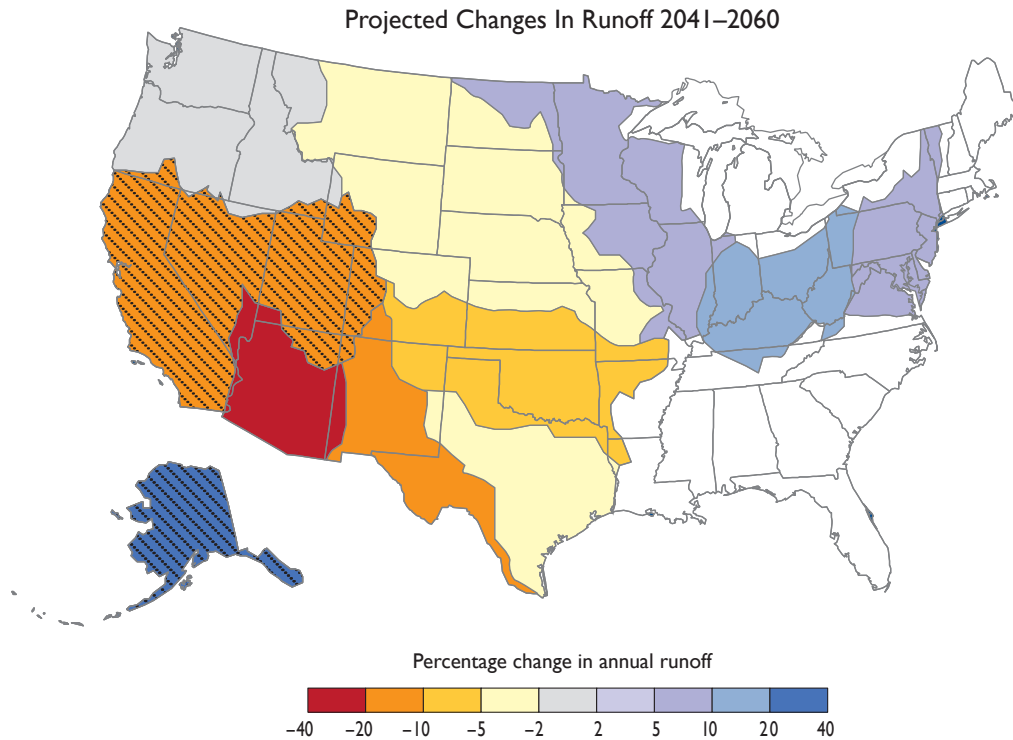 Projected Changes In Runoff 2041–2060
Percentage change in annual runoff
–40 –20 –10 –5 –2 2 5 10 20 40